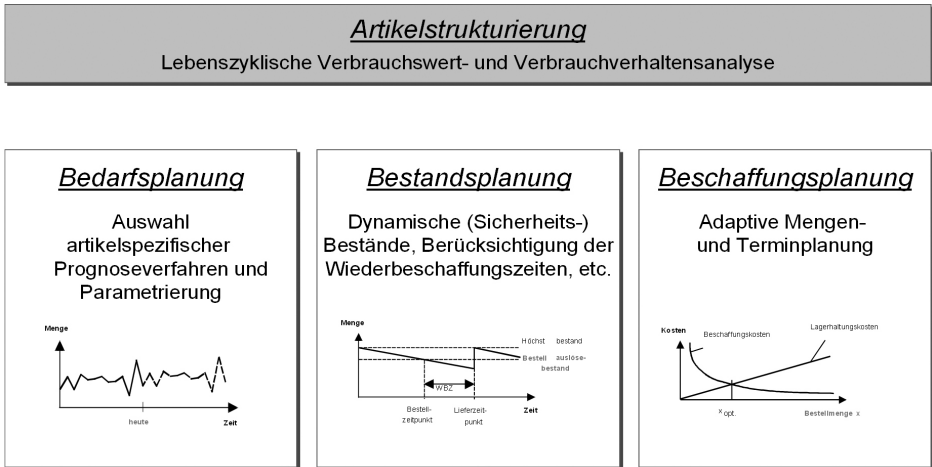 Artikelstrukturierung
Lebenszyklische Verbrauchswert- und Verbrauchverhaltensanalyse
Bedarfsplanung
Auswahl
artikelspezifischer
Prognoseverfahren und
Parametrierung
Menge
heute
Zeit
Bestandsplanung
Dynamische (Sicherheits-)
Bestände, Berücksichtigung der
Wiederbeschaffungszeiten, etc.
Menge
Höchst bestand
Bestell auslöse-
bestand
WBZ
Bestell-
zeitpunkt
Lieferzeit-
punkt
Zeit
Beschaffungsplanung
Adaptive Mengen-
und Terminplanung
Kosten
Beschaffungskosten
Lagerhaltungskosten
x opt.
Bestellmenge x